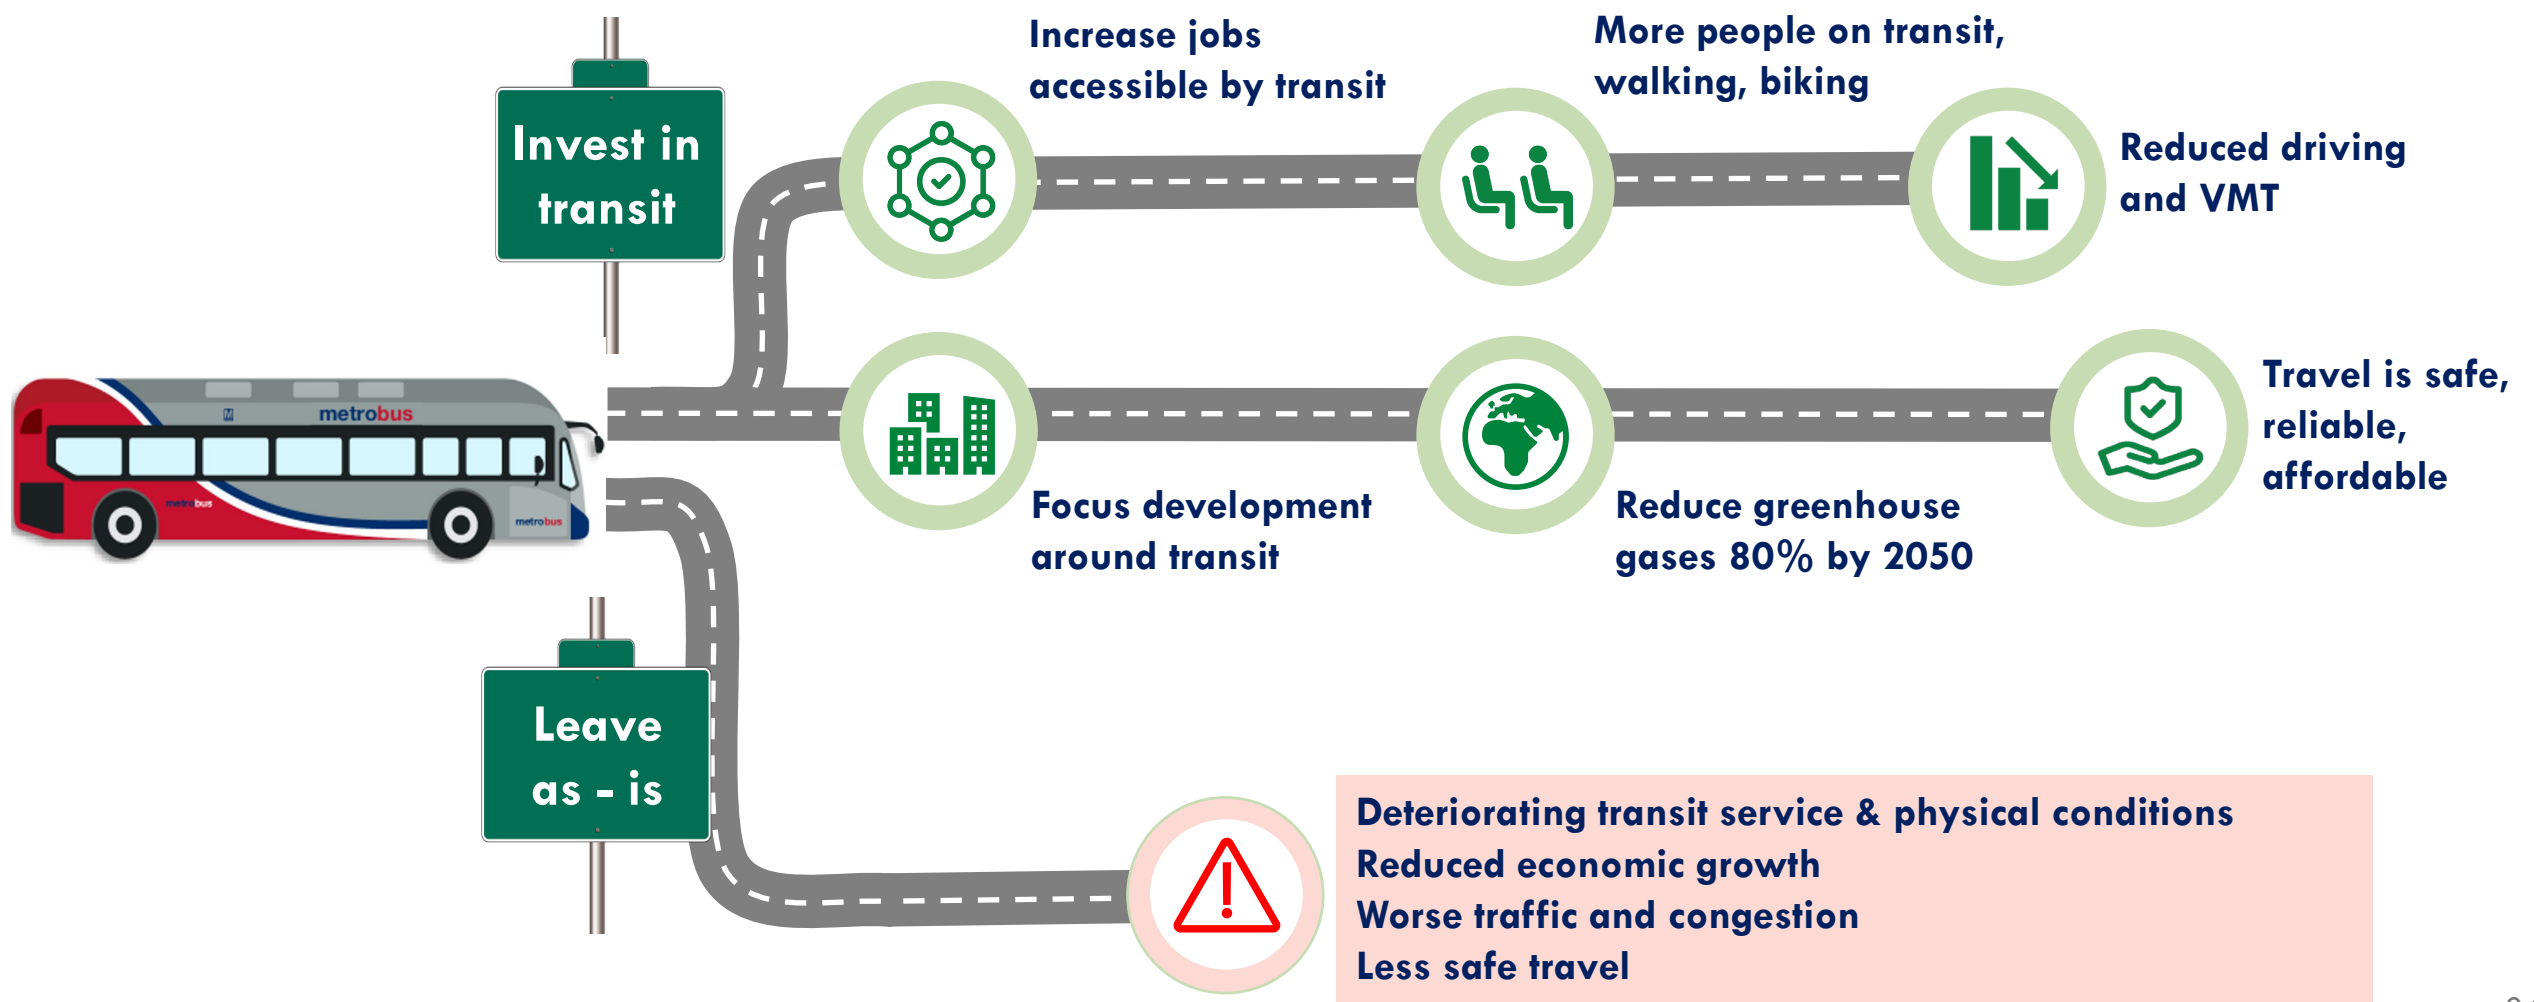 Increase jobs
accessible by transit
More people on transit,
walking, biking
Invest in
transit
Reduced driving
and VMT
metrobus
metrobus
metrobus
Travel is safe,
reliable,
affordable
Focus development
around transit
Reduce greenhouse
gases 80% by 2050
Leave
as - is
Deteriorating transit service & physical conditions
Reduced economic growth
Worse traffic and congestion
Less safe travel